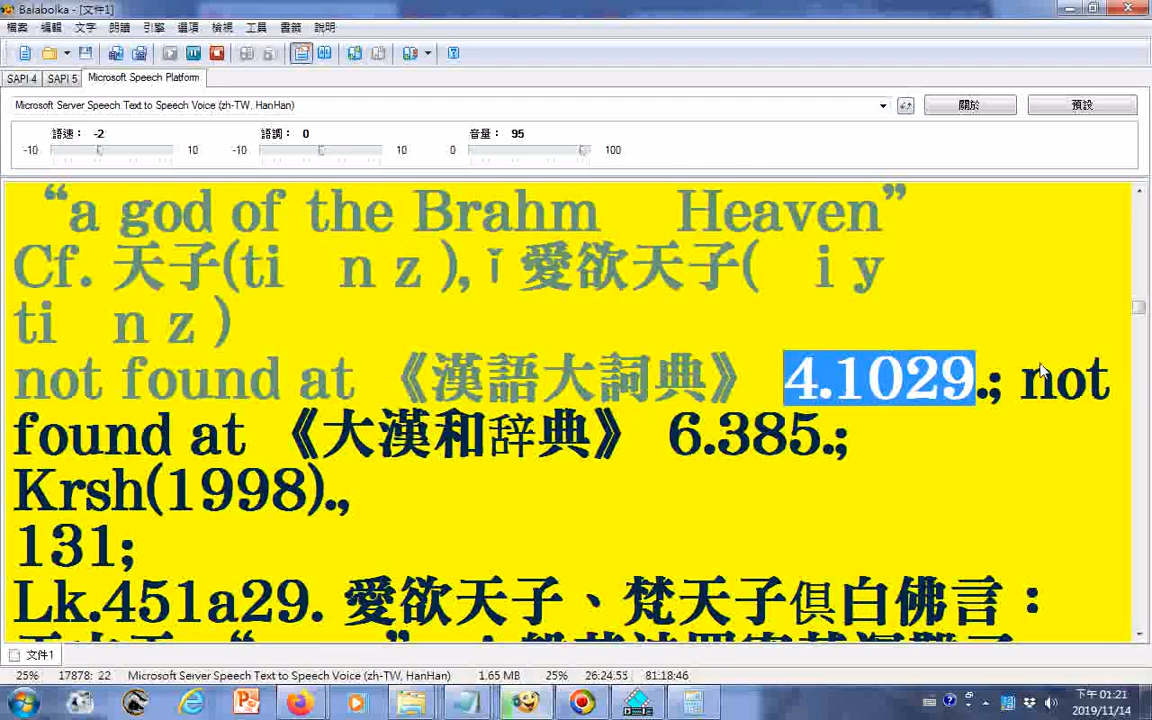 Balabolka - [文件1]
檔案 編輯 文字 朗讀 引擎 選項 檢視 工具 書籤 說明
SAPI 4 SAPI 5 Microsoft Speech Platform
Microsoft Server Speech Text to Speech Voice (zh-TW, HanHan) 關於 預設
語速： -2 語調： 0 音量： 95
-10 10 -10 10 0 100
“a god of the Brahm Heaven”
Cf. 天子(ti n z ),ˇ愛欲天子( i y
ti n z )
not found at 《漢語大詞典》 4.1029.; not
found at 《大漢和辞典》 6.385.;
Krsh(1998).,
131;
Lk.451a29. 愛欲天子、梵天子俱白佛言：
文件1
25% 17878: 22 Microsoft Server Speech Text to Speech Voice (zh-TW, HanHan) 1.65 MB 25% 26:24:53 81:18:46
下午 01:21
2019/11/14